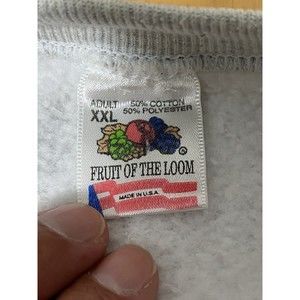 ADULT 50% COTTON
XXL 50% POLYESTER
®
FRUIT OF THE LOOM
MADE IN U.S.A.